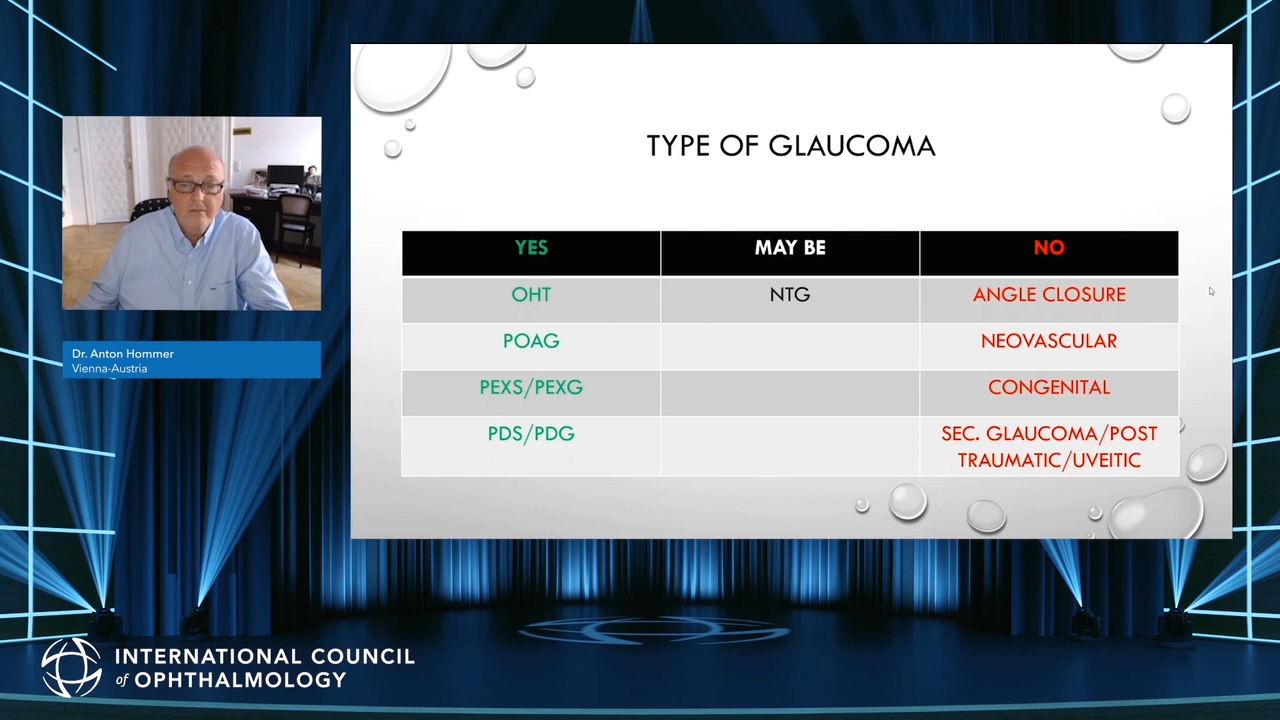 TYPE OF GLAUCOMA
YES MAY BE NO
OHT NTG ANGLE CLOSURE
POAG NEOVASCULAR
PEXS/PEXG CONGENITAL
PDS/PDG SEC. GLAUCOMA/POST
TRAUMATIC/UVEITIC
Dr. Anton Hommer
Vienna-Austria
INTERNATIONAL COUNCIL
of OPHTHALMOLOGY